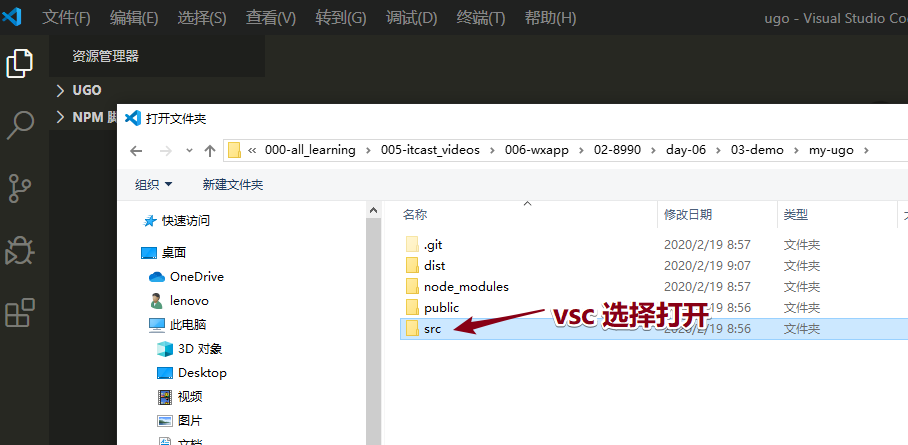 文件(F) 编辑(E) 选择(S) 查看(V) 转到(G) 调试(D) 终端(T) 帮助(H) ugo - Visual Studio
资源管理器
UGO
NPM
打开文件夹
« 000-all_learning > 005-itcast_videos > 006-wxapp > 02-8990 > day-06 > 03-demo > my-ugo >
组织 新建文件夹
快速访问
桌面
OneDrive
lenovo
此电脑
3D 对象
Desktop
视频
图片
文档
名称 修改日期 类型
.git 2020/2/19 8:57 文件夹
dist 2020/2/19 9:07 文件夹
node_modules 2020/2/19 8:57 文件夹
public 2020/2/19 8:56 文件夹
src 2/19 8:56 文件夹
vsc 选择打开